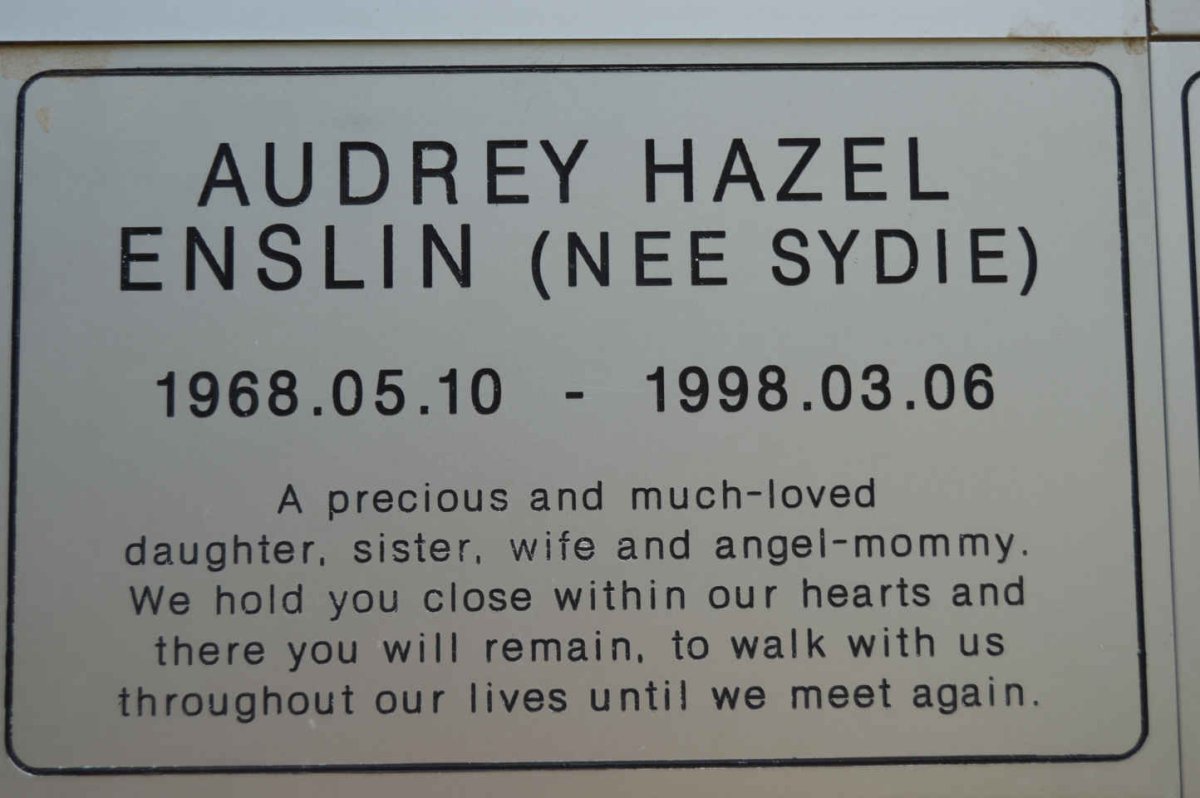 AUDREY HAZEL
ENSLIN (NEE SYDIE)
1968.05.10 - 1998.03.06
A precious and much-loved
daughter, sister, wife and angel-mommy.
We hold you close within our hearts and
there you will remain, to walk with us
throughout our lives until we meet again.